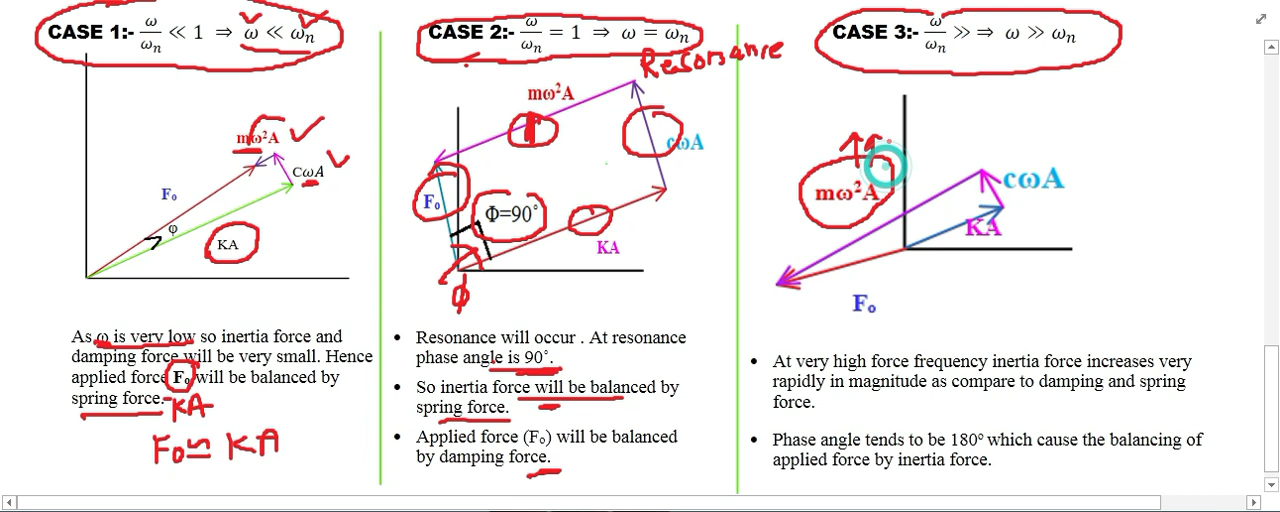 CASE 1:- ω/ωn ≪ 1 ⇒ ω ≪ ωn
mω²A
CωA
F₀
φ
KA
As ω is very low so inertia force and
damping force will be very small. Hence
applied force F₀ will be balanced by
spring force.
KA
F₀ ≃ KA
CASE 2:- ω/ωn = 1 ⇒ ω = ωn
Resonance
mω²A
cωA
F₀
Φ=90˚
KA
ϕ
• Resonance will occur . At resonance
phase angle is 90˚.
• So inertia force will be balanced by
spring force.
• Applied force (F₀) will be balanced
by damping force.
CASE 3:- ω/ωn ≫⇒ ω ≫ ωn
mω²A
cωA
KA
F₀
• At very high force frequency inertia force increases very
rapidly in magnitude as compare to damping and spring
force.
• Phase angle tends to be 180⁰ which cause the balancing of
applied force by inertia force.